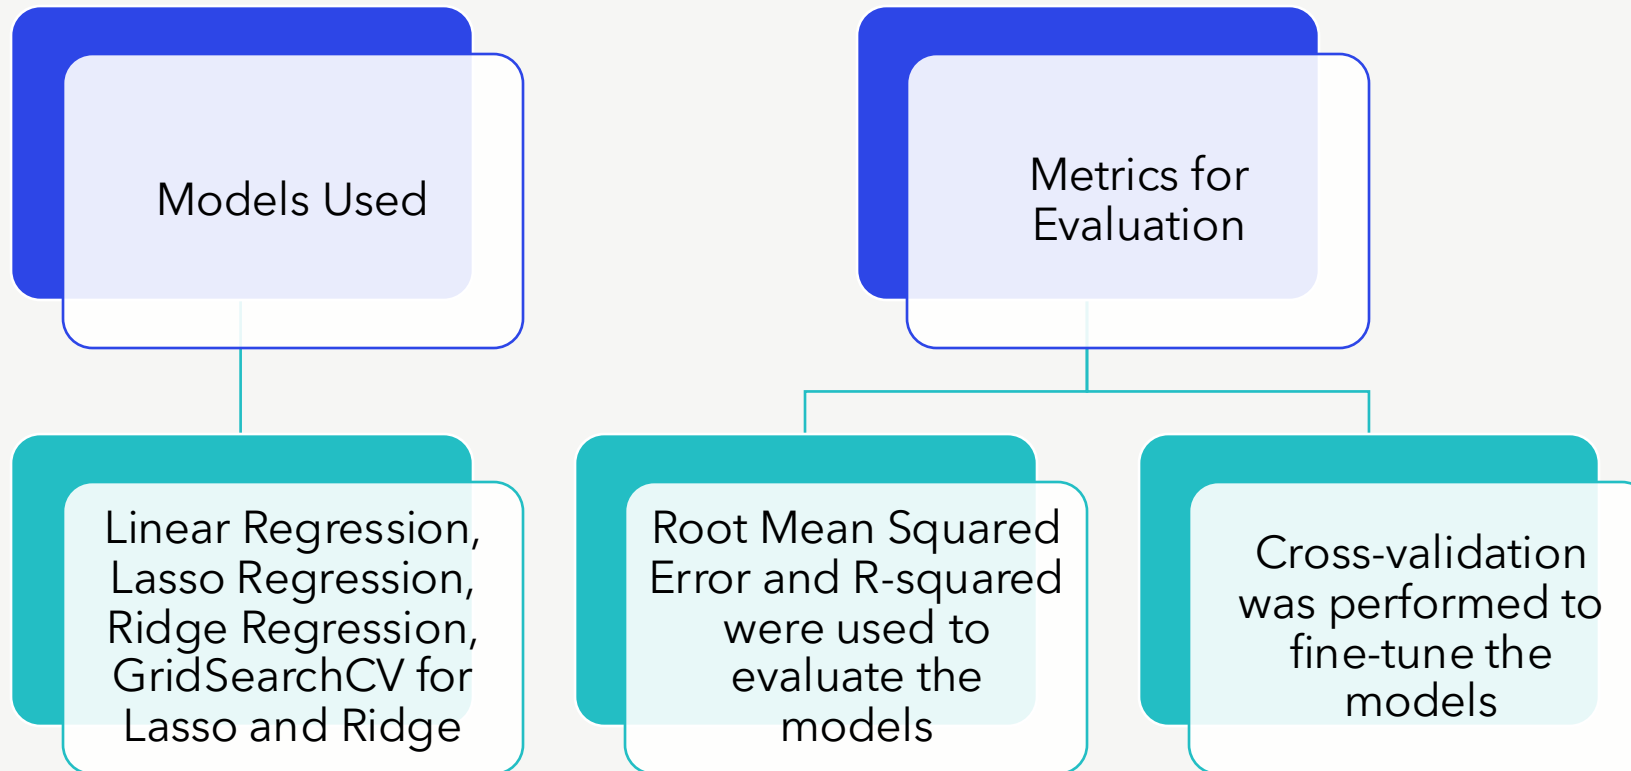 Models Used
Metrics for
Evaluation
Linear Regression,
Lasso Regression,
Ridge Regression,
GridSearchCV for
Lasso and Ridge
Root Mean Squared
Error and R-squared
were used to
evaluate the
models
Cross-validation
was performed to
fine-tune the
models